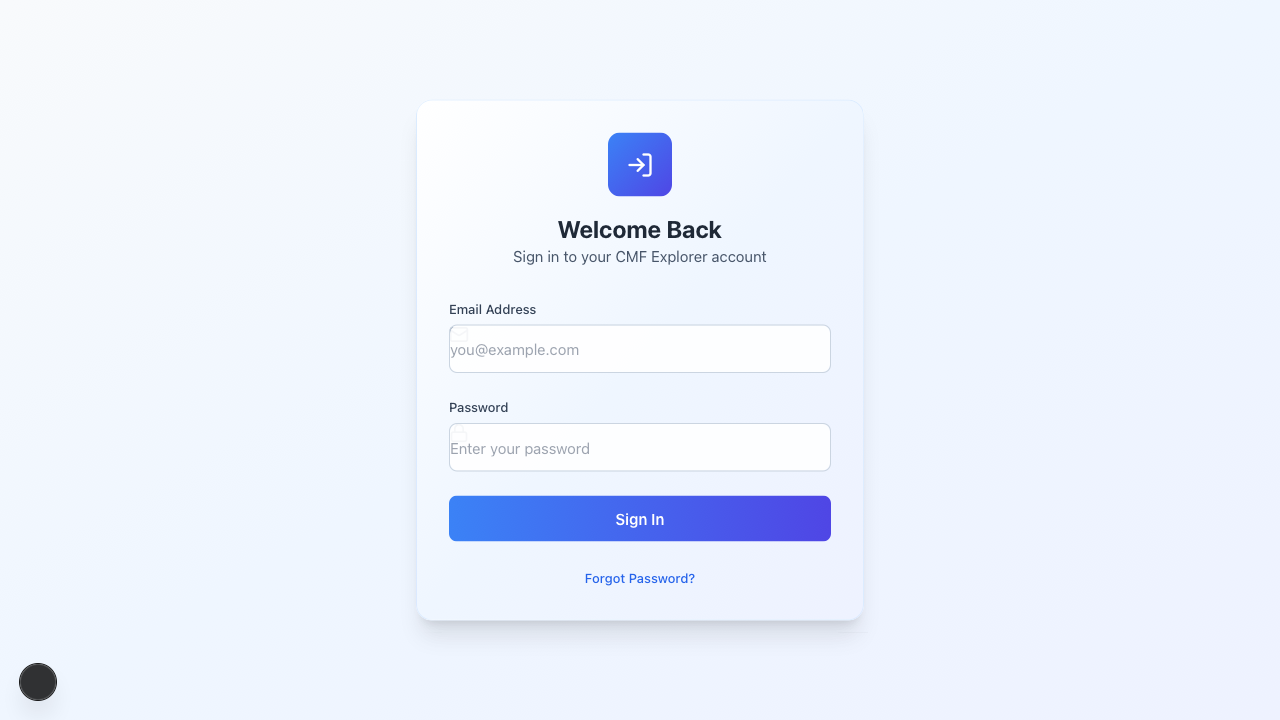 Welcome Back
Sign in to your CMF Explorer account
Email Address
you@example.com
Password
Enter your password
Sign In
Forgot Password?